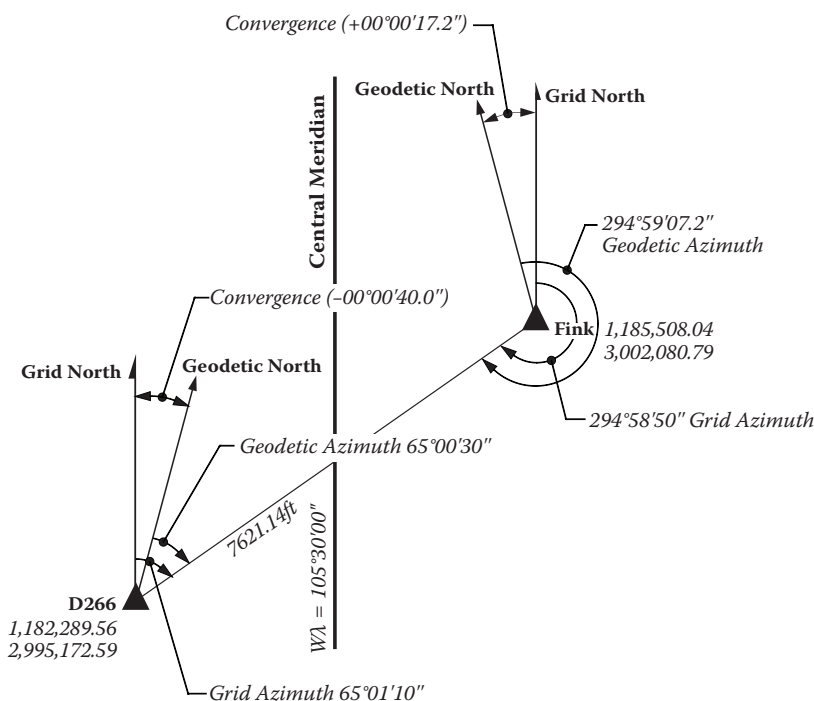 Convergence (+00°00'17.2")
Geodetic North
Grid North
Central Meridian
294°59'07.2"
Geodetic Azimuth
Convergence (–00°00'40.0")
Fink
1,185,508.04
3,002,080.79
Grid North
Geodetic North
294°58'50" Grid Azimuth
Geodetic Azimuth 65°00'30"
7621.14ft
Wλ = 105°30'00"
D266
1,182,289.56
2,995,172.59
Grid Azimuth 65°01'10"